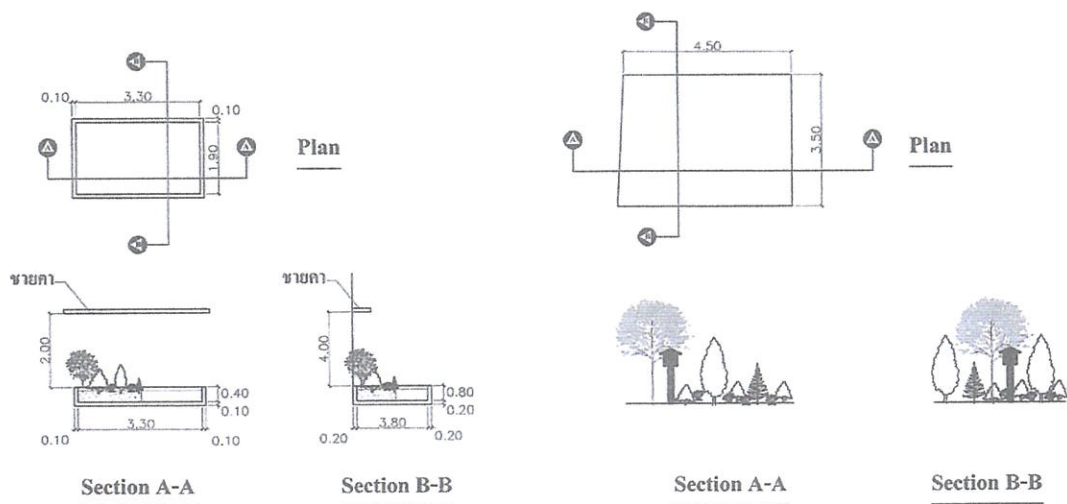 4.50
0.10
3.30
0.10
1.90
Plan
3.50
Plan
ชายคา
2.00
0.40
0.10
3.30
0.10
0.10
ชายคา
4.00
0.80
0.20
3.80
0.20
0.20
Section A-A
Section B-B
Section A-A
Section B-B